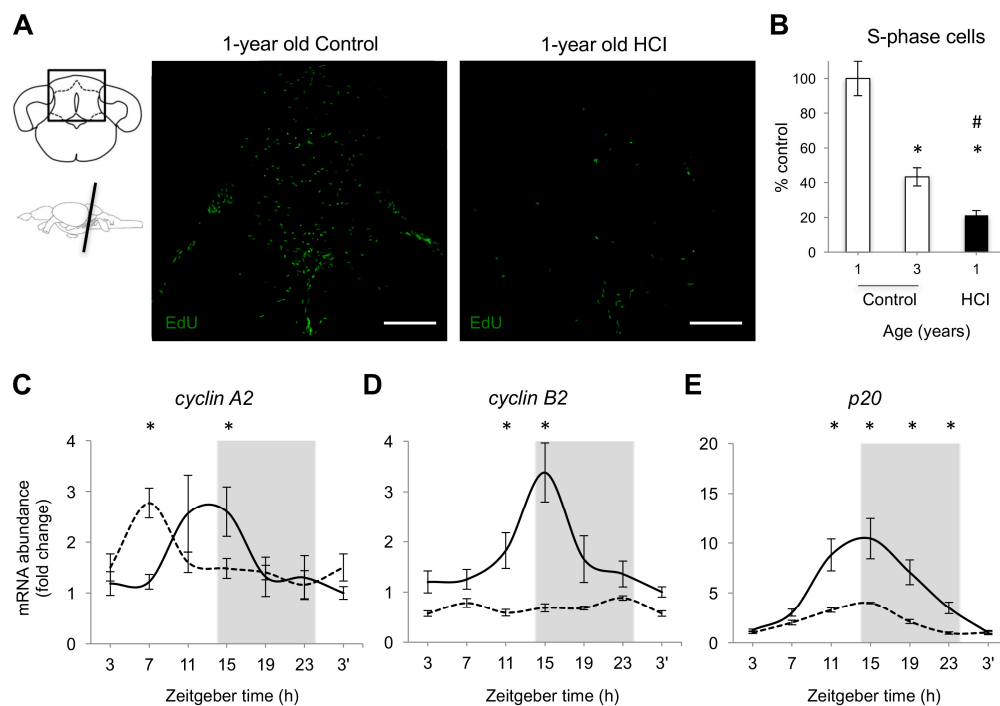 A
1-year old Control
1-year old HCI
EdU
EdU
B
S-phase cells
% control
100
80
60
40
20
0
#
*
*
1
3
1
Control
HCI
Age (years)
C
cyclin A2
*
*
mRNA abundance
(fold change)
4
3
2
1
0
3
7
11
15
19
23
3'
Zeitgeber time (h)
D
cyclin B2
*
*
4
3
2
1
0
3
7
11
15
19
23
3'
Zeitgeber time (h)
E
p20
*
*
*
*
20
15
10
5
0
3
7
11
15
19
23
3'
Zeitgeber time (h)